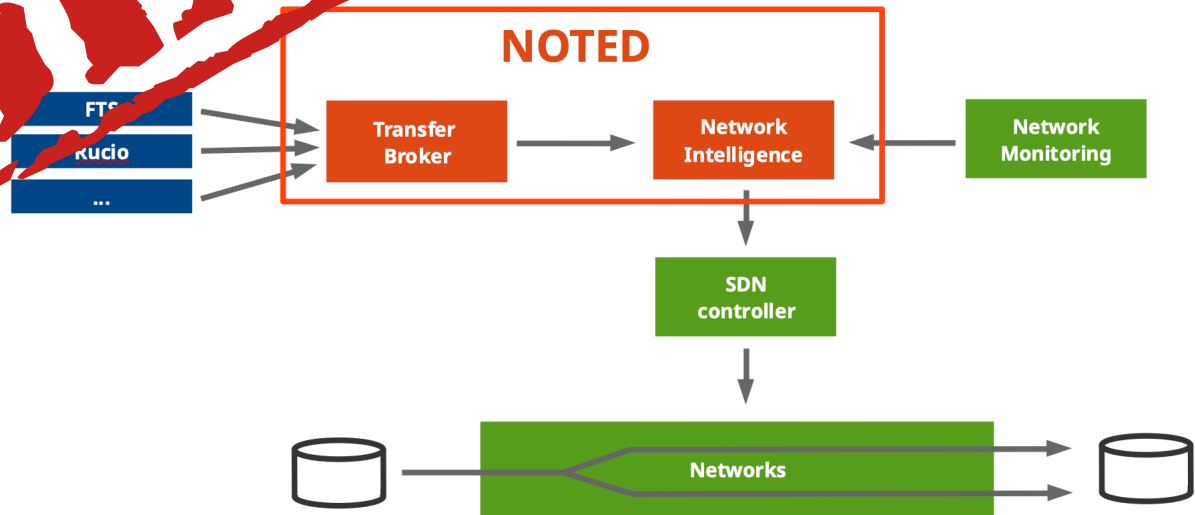 NOTED
FTS
Rucio
...
Transfer
Broker
Network
Intelligence
Network
Monitoring
SDN
controller
Networks